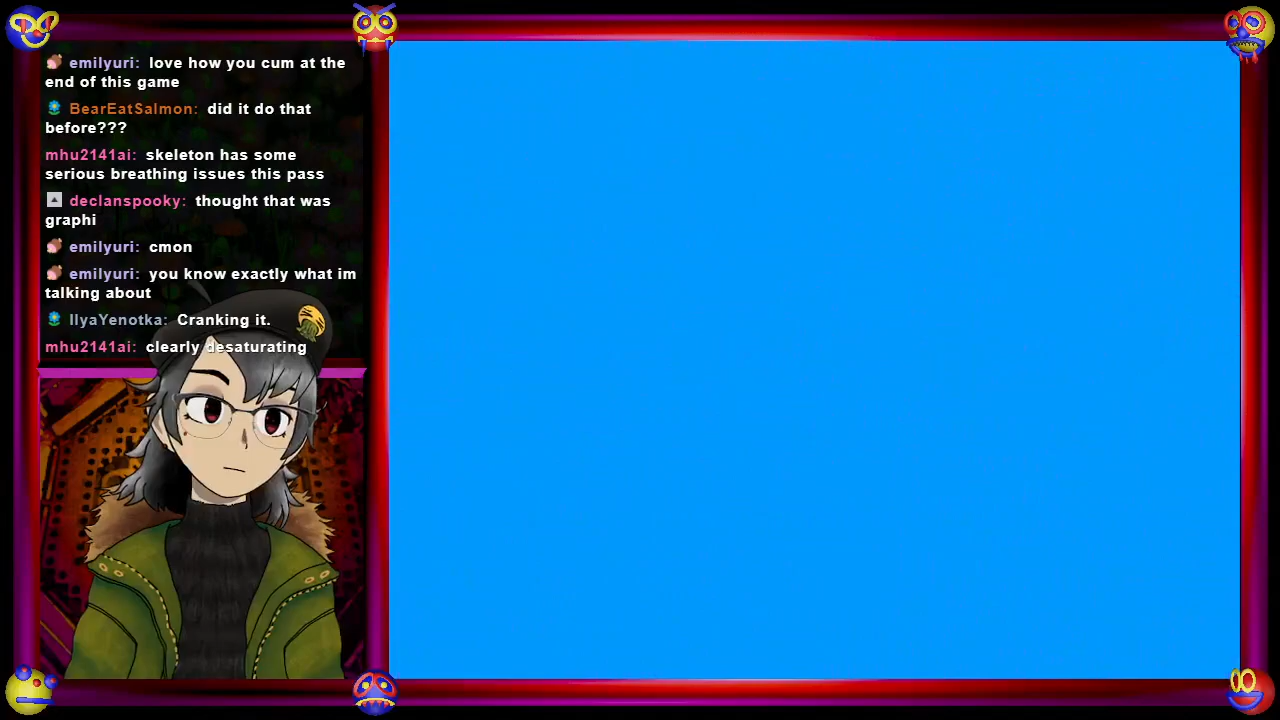 emilyuri: love how you cum at the
end of this game
BearEatSalmon: did it do that
before???
mhu2141ai: skeleton has some
serious breathing issues this pass
declanspooky: thought that was
graphi
emilyuri: cmon
emilyuri: you know exactly what im
talking about
IlyaYenotka: Cranking it.
mhu2141ai: clearly desaturating